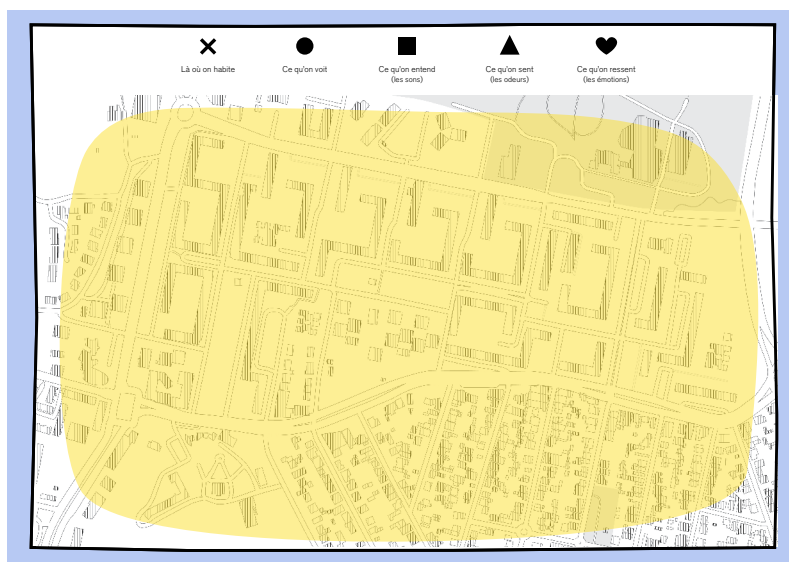 Là où on habite
Ce qu'on voit
Ce qu'on entend
(les sons)
Ce qu'on sent
(les odeurs)
Ce qu'on ressent
(les émotions)